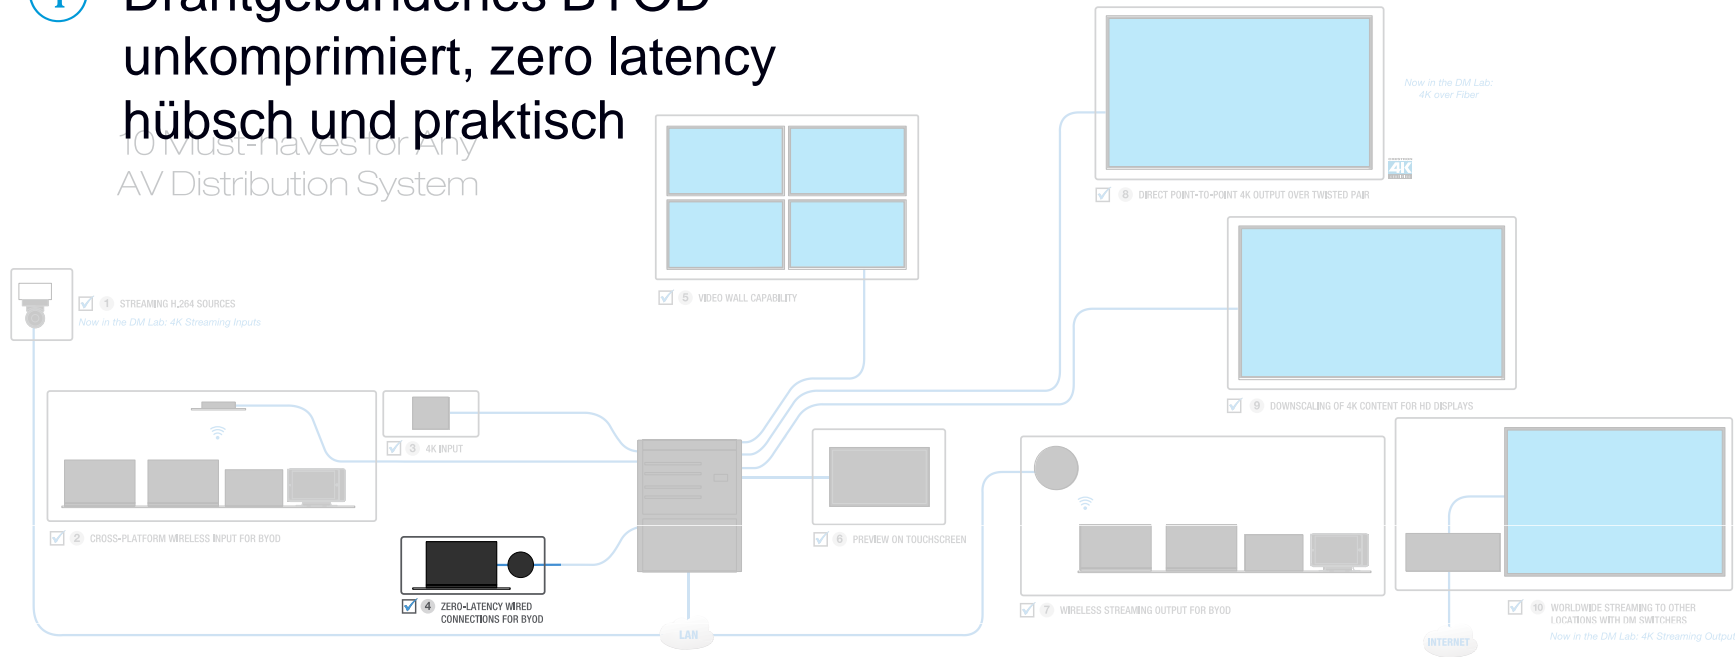 4
Drahtgebundenes BYOD
unkomprimiert, zero latency
hübsch und praktisch
10 Must-haves for Any
AV Distribution System
Now in the DM Lab:
4K over Fiber
4K
8 DIRECT POINT-TO-POINT 4K OUTPUT OVER TWISTED PAIR
5 VIDEO WALL CAPABILITY
1 STREAMING H.264 SOURCES
Now in the DM Lab: 4K Streaming Inputs
9 DOWNSCALING OF 4K CONTENT FOR HD DISPLAYS
3 4K INPUT
2 CROSS-PLATFORM WIRELESS INPUT FOR BYOD
6 PREVIEW ON TOUCHSCREEN
4 ZERO-LATENCY WIRED
CONNECTIONS FOR BYOD
7 WIRELESS STREAMING OUTPUT FOR BYOD
10 WORLDWIDE STREAMING TO OTHER
LOCATIONS WITH DM SWITCHERS
Now in the DM Lab: 4K Streaming Output
LAN
INTERNET